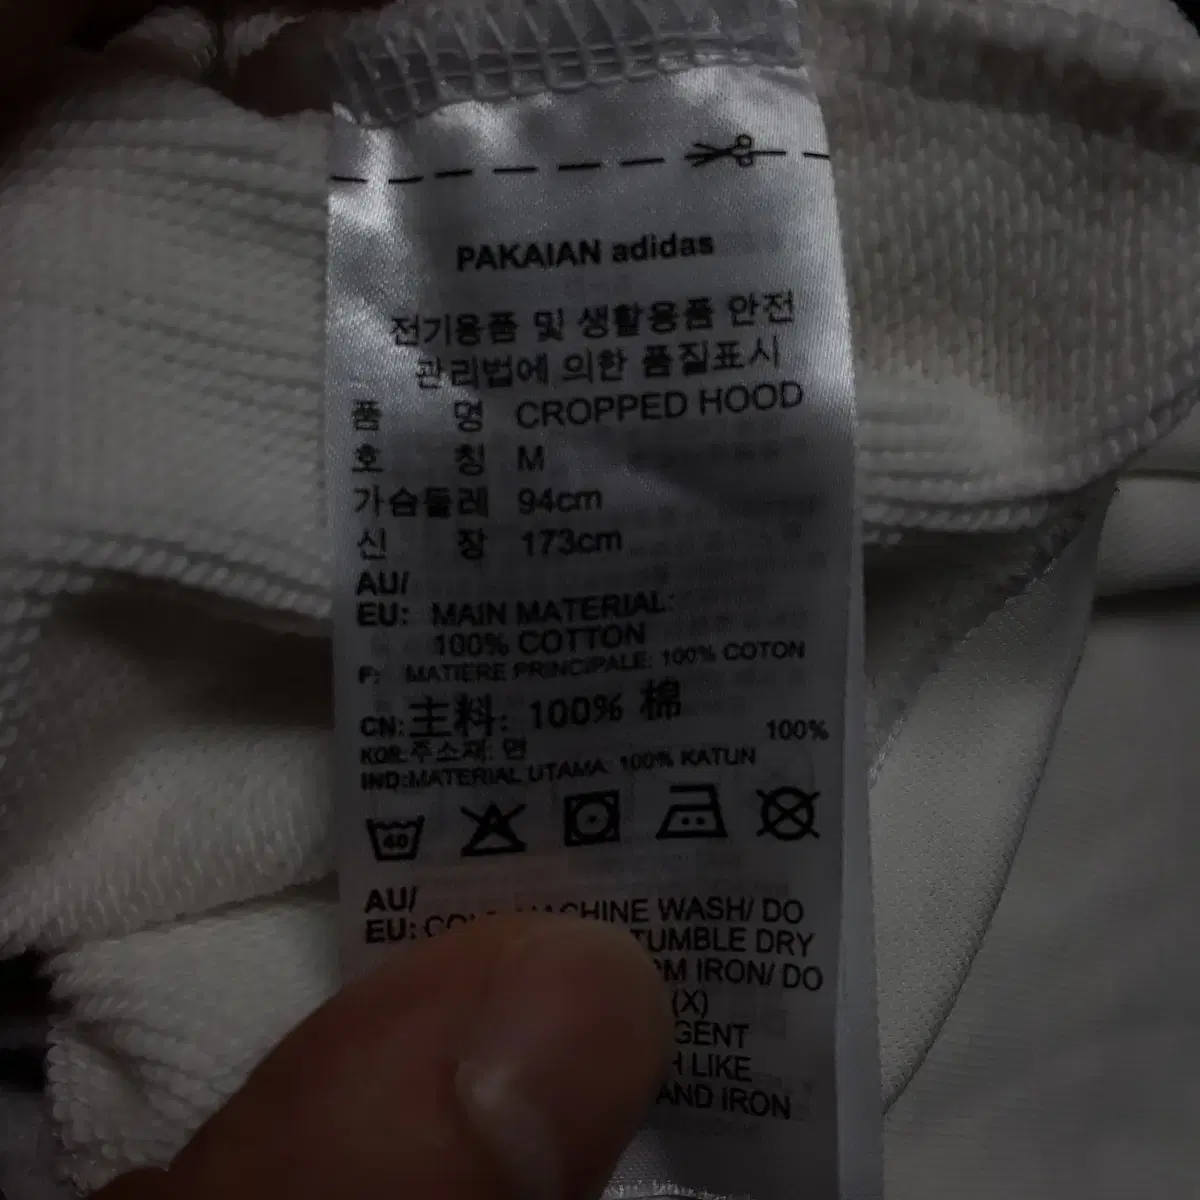 PAKAIAN adidas
전기용품 및 생활용품 안전
관리법에 의한 품질표시
품 명 CROPPED HOOD
호 칭 M
가슴둘레 94cm
신 장 173cm
AU/
EU: MAIN MATERIAL:
100% COTTON
F: MATIERE PRINCIPALE: 100% COTON
CN: 主料: 100% 棉
KOR: 주소재: 면 100%
IND:MATERIAL UTAMA: 100% KATUN
40
AU/
EU: MACHINE WASH/ DO
TUMBLE DRY
IRON/ DO
(X)
LIKE
AND IRON